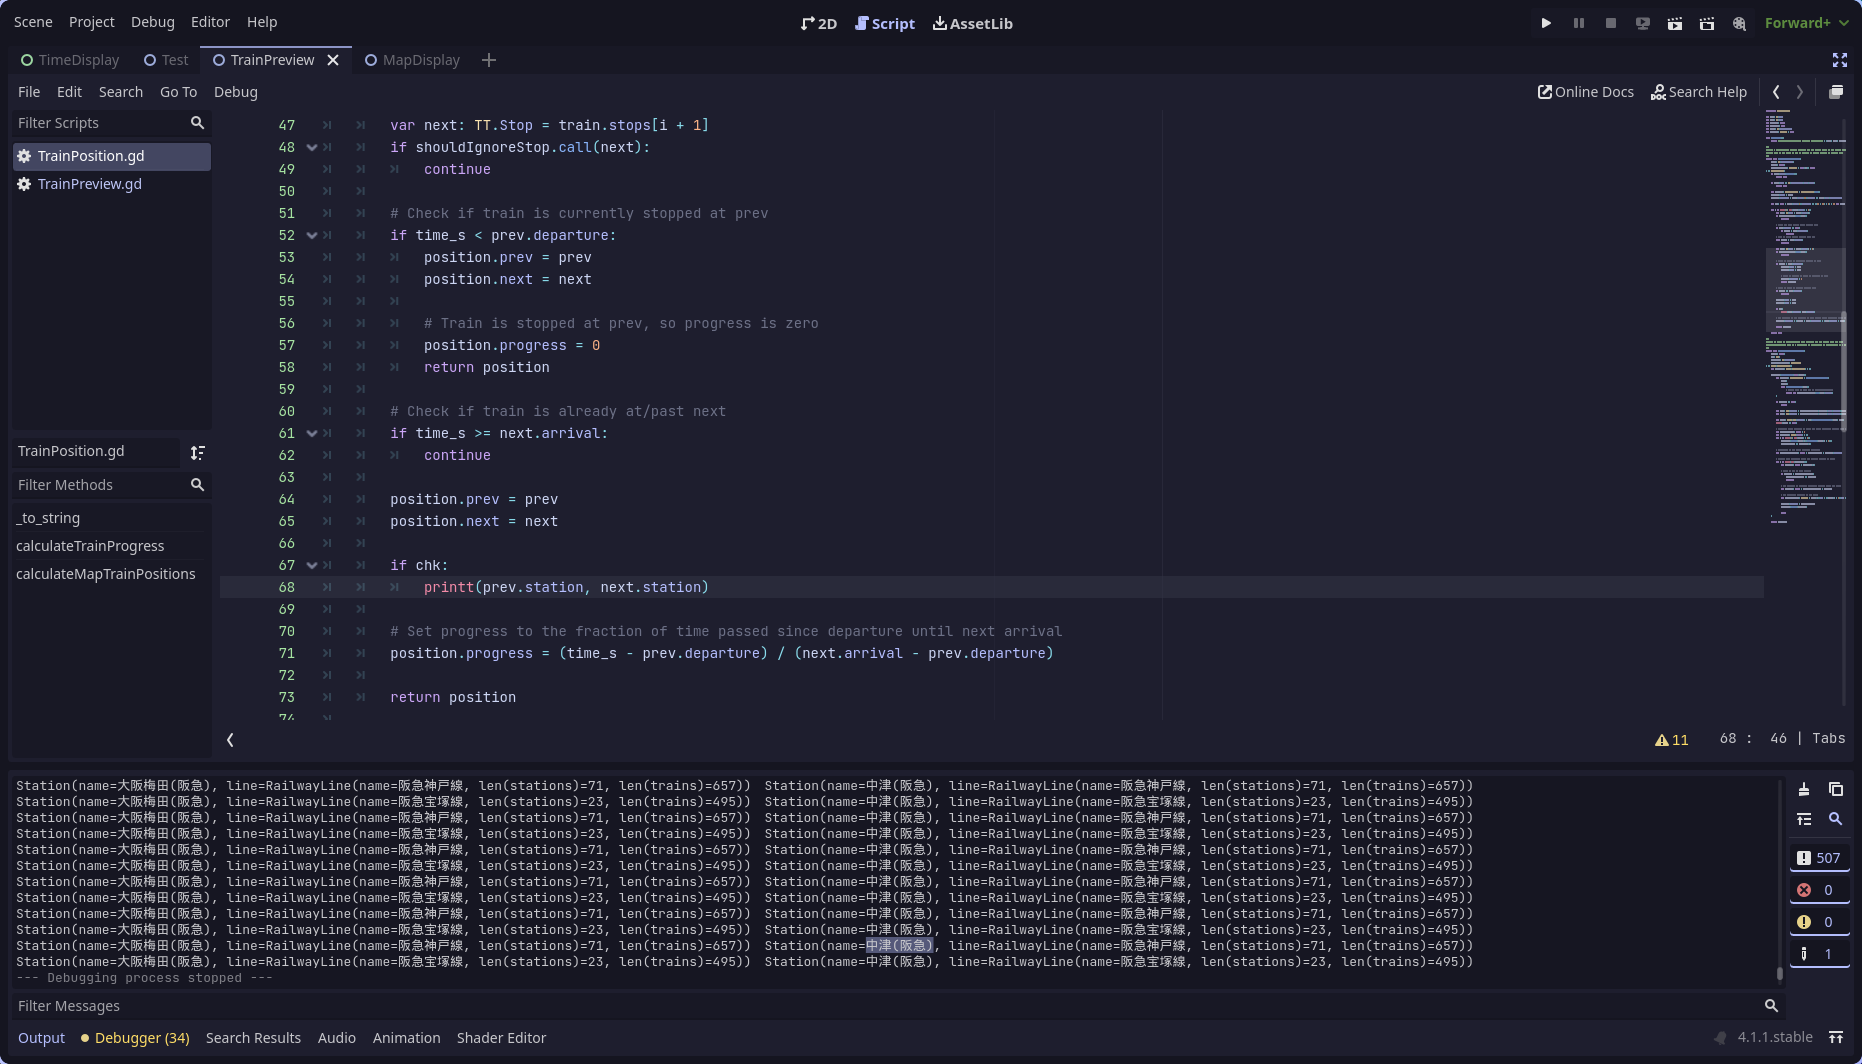 Scene Project Debug Editor Help
2D Script AssetLib
Forward+
TimeDisplay Test TrainPreview MapDisplay
File Edit Search Go To Debug
Online Docs Search Help
Filter Scripts
TrainPosition.gd
TrainPreview.gd
TrainPosition.gd
Filter Methods
_to_string
calculateTrainProgress
calculateMapTrainPositions
47 var next: TT.Stop = train.stops[i + 1]
48 if shouldIgnoreStop.call(next):
49 continue
50
51 # Check if train is currently stopped at prev
52 if time_s < prev.departure:
53 position.prev = prev
54 position.next = next
55
56 # Train is stopped at prev, so progress is zero
57 position.progress = 0
58 return position
59
60 # Check if train is already at/past next
61 if time_s >= next.arrival:
62 continue
63
64 position.prev = prev
65 position.next = next
66
67 if chk:
68 printt(prev.station, next.station)
69
70 # Set progress to the fraction of time passed since departure until next arrival
71 position.progress = (time_s - prev.departure) / (next.arrival - prev.departure)
72
73 return position
74
11 68 : 46 | Tabs
Station(name=大阪梅田(阪急), line=RailwayLine(name=阪急神戸線, len(stations)=71, len(trains)=657)) Station(name=中津(阪急), line=RailwayLine(name=阪急神戸線, len(stations)=71, len(trains)=657))
Station(name=大阪梅田(阪急), line=RailwayLine(name=阪急宝塚線, len(stations)=23, len(trains)=495)) Station(name=中津(阪急), line=RailwayLine(name=阪急宝塚線, len(stations)=23, len(trains)=495))
Station(name=大阪梅田(阪急), line=RailwayLine(name=阪急神戸線, len(stations)=71, len(trains)=657)) Station(name=中津(阪急), line=RailwayLine(name=阪急神戸線, len(stations)=71, len(trains)=657))
Station(name=大阪梅田(阪急), line=RailwayLine(name=阪急宝塚線, len(stations)=23, len(trains)=495)) Station(name=中津(阪急), line=RailwayLine(name=阪急宝塚線, len(stations)=23, len(trains)=495))
Station(name=大阪梅田(阪急), line=RailwayLine(name=阪急神戸線, len(stations)=71, len(trains)=657)) Station(name=中津(阪急), line=RailwayLine(name=阪急神戸線, len(stations)=71, len(trains)=657))
Station(name=大阪梅田(阪急), line=RailwayLine(name=阪急宝塚線, len(stations)=23, len(trains)=495)) Station(name=中津(阪急), line=RailwayLine(name=阪急宝塚線, len(stations)=23, len(trains)=495))
Station(name=大阪梅田(阪急), line=RailwayLine(name=阪急神戸線, len(stations)=71, len(trains)=657)) Station(name=中津(阪急), line=RailwayLine(name=阪急神戸線, len(stations)=71, len(trains)=657))
Station(name=大阪梅田(阪急), line=RailwayLine(name=阪急宝塚線, len(stations)=23, len(trains)=495)) Station(name=中津(阪急), line=RailwayLine(name=阪急宝塚線, len(stations)=23, len(trains)=495))
Station(name=大阪梅田(阪急), line=RailwayLine(name=阪急神戸線, len(stations)=71, len(trains)=657)) Station(name=中津(阪急), line=RailwayLine(name=阪急神戸線, len(stations)=71, len(trains)=657))
Station(name=大阪梅田(阪急), line=RailwayLine(name=阪急宝塚線, len(stations)=23, len(trains)=495)) Station(name=中津(阪急), line=RailwayLine(name=阪急宝塚線, len(stations)=23, len(trains)=495))
Station(name=大阪梅田(阪急), line=RailwayLine(name=阪急神戸線, len(stations)=71, len(trains)=657)) Station(name=中津(阪急), line=RailwayLine(name=阪急神戸線, len(stations)=71, len(trains)=657))
Station(name=大阪梅田(阪急), line=RailwayLine(name=阪急宝塚線, len(stations)=23, len(trains)=495)) Station(name=中津(阪急), line=RailwayLine(name=阪急宝塚線, len(stations)=23, len(trains)=495))
--- Debugging process stopped ---
507
0
0
1
Filter Messages
Output Debugger (34) Search Results Audio Animation Shader Editor
4.1.1.stable